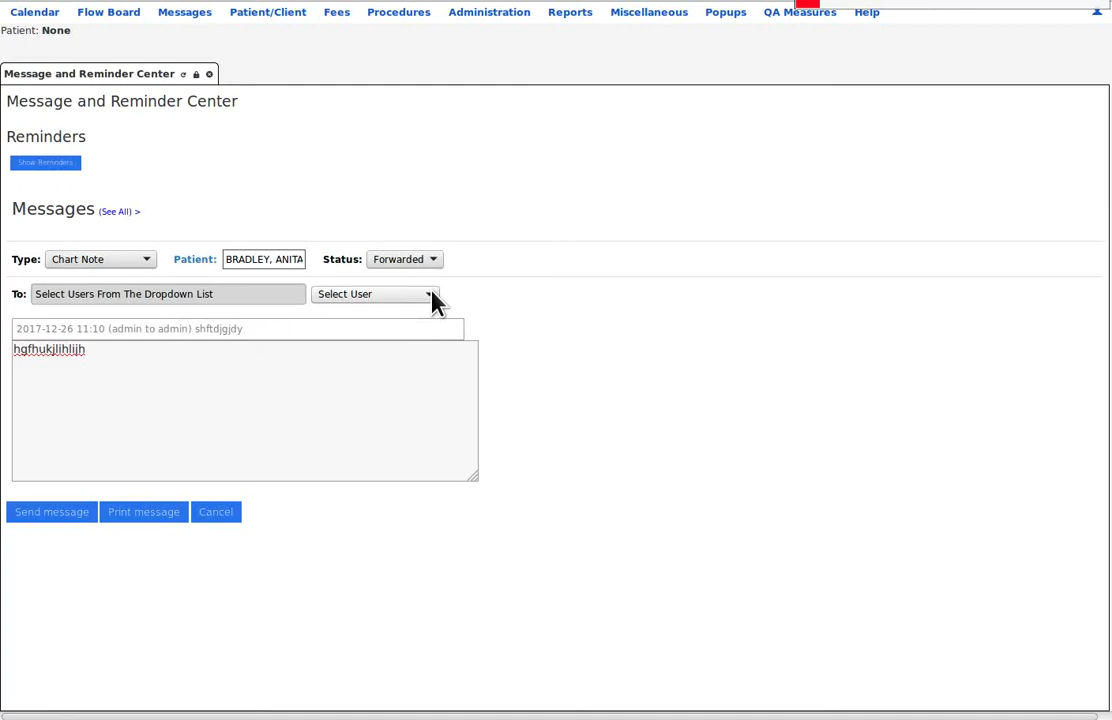 Calendar Flow Board Messages Patient/Client Fees Procedures Administration Reports Miscellaneous Popups QA Measures Help
Patient: None
Message and Reminder Center
Message and Reminder Center
Reminders
Show Reminders
Messages (See All) >
Type: Chart Note Patient: BRADLEY, ANITA Status: Forwarded
To: Select Users From The Dropdown List Select User
2017-12-26 11:10 (admin to admin) shftdjgjdy
hgfhukjlihlijh
Send message Print message Cancel